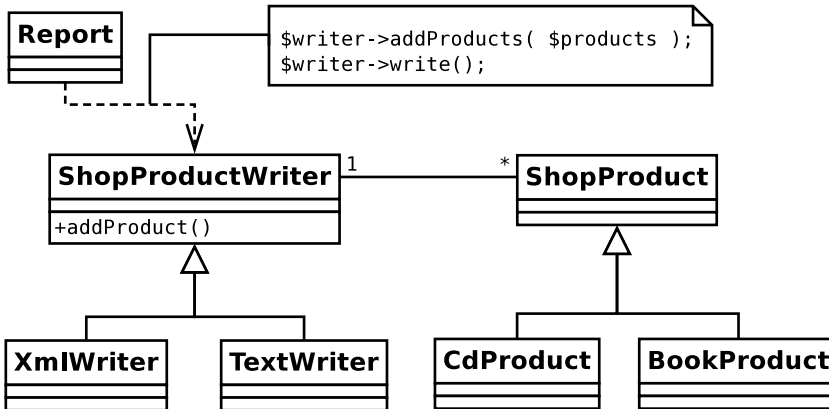 Report
$writer->addProducts( $products );
$writer->write();
ShopProductWriter
1
*
ShopProduct
+addProduct()
XmlWriter
TextWriter
CdProduct
BookProduct